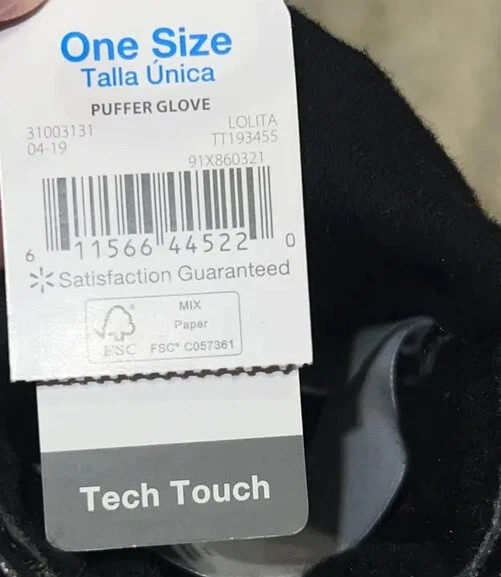 One Size
Talla Única
PUFFER GLOVE
31003131 LOLITA
04-19 TT193455
91X860321
6 11566 44522 0
Satisfaction Guaranteed
MIX
Paper
FSC FSC® C057361
Tech Touch